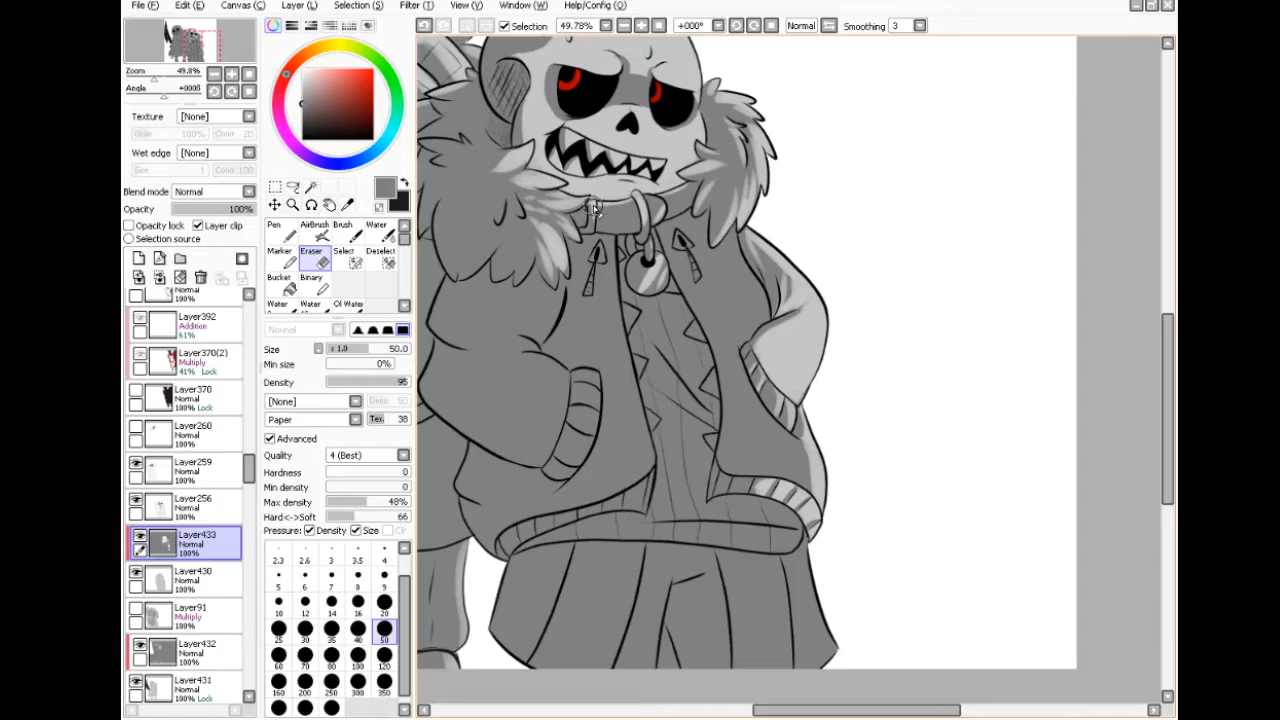 File (F) Edit (E) Canvas (C) Layer (L) Selection (S) Filter (T) View (V) Window (W) Help/Config (O)
Selection 49.78% +000° Normal Smoothing 3
Zoom 49.8%
Angle +0008
Texture [None]
Grain 100% Conv 20
Wet edge [None]
Size 1 Conc. 100
Blend mode Normal
Opacity 100%
Opacity lock Layer clip
Selection source
Normal
100%
Layer392
Addition
61%
Layer370(2)
Multiply
41% Lock
Layer370
Normal
100% Lock
Layer260
Normal
100%
Layer259
Normal
100%
Layer256
Normal
100%
Layer433
Normal
100%
Layer430
Normal
100%
Layer91
Multiply
100%
Layer432
Normal
100%
Layer431
Normal
100% Lock
Pen AirBrush Brush Water
Marker Eraser Select Deselect
Bucket Binary
Water Water Oil Water
Normal
Size x 1.0 50.0
Min size 0%
Density 95
[None] Dens 50
Paper Tex. 38
Advanced
Quality 4 (Best)
Hardness 0
Min density 0
Max density 48%
Hard<->Soft 66
Pressure: Density Size
2.3 2.6 3 3.5 4
5 6 7 8 9
10 12 14 16 20
25 30 35 40 50
60 70 80 100 120
160 200 250 300 350